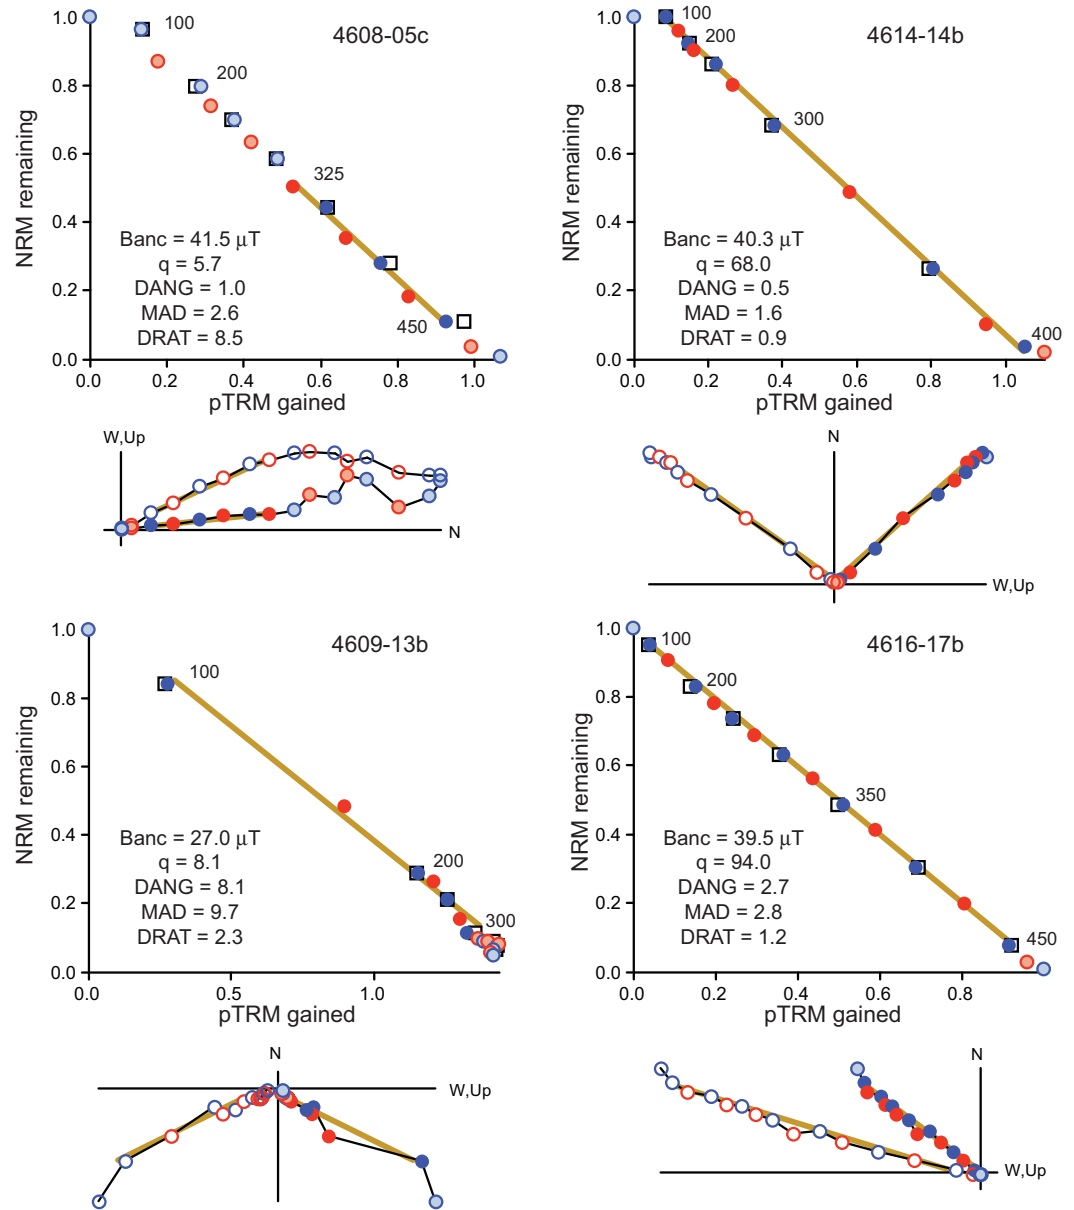 4608-05c
1.0
0.8
0.6
0.4
0.2
0.0
NRM remaining
100
200
325
450
Banc = 41.5 μT
q = 5.7
DANG = 1.0
MAD = 2.6
DRAT = 8.5
0.0 0.2 0.4 0.6 0.8 1.0
pTRM gained
W,Up
N
4614-14b
1.0
0.8
0.6
0.4
0.2
0.0
NRM remaining
100
200
300
400
Banc = 40.3 μT
q = 68.0
DANG = 0.5
MAD = 1.6
DRAT = 0.9
0.0 0.2 0.4 0.6 0.8 1.0
pTRM gained
N
W,Up
4609-13b
1.0
0.8
0.6
0.4
0.2
0.0
NRM remaining
100
200
300
Banc = 27.0 μT
q = 8.1
DANG = 8.1
MAD = 9.7
DRAT = 2.3
0.0 0.5 1.0
pTRM gained
N
W,Up
4616-17b
1.0
0.8
0.6
0.4
0.2
0.0
NRM remaining
100
200
350
450
Banc = 39.5 μT
q = 94.0
DANG = 2.7
MAD = 2.8
DRAT = 1.2
0.0 0.2 0.4 0.6 0.8
pTRM gained
N
W,Up